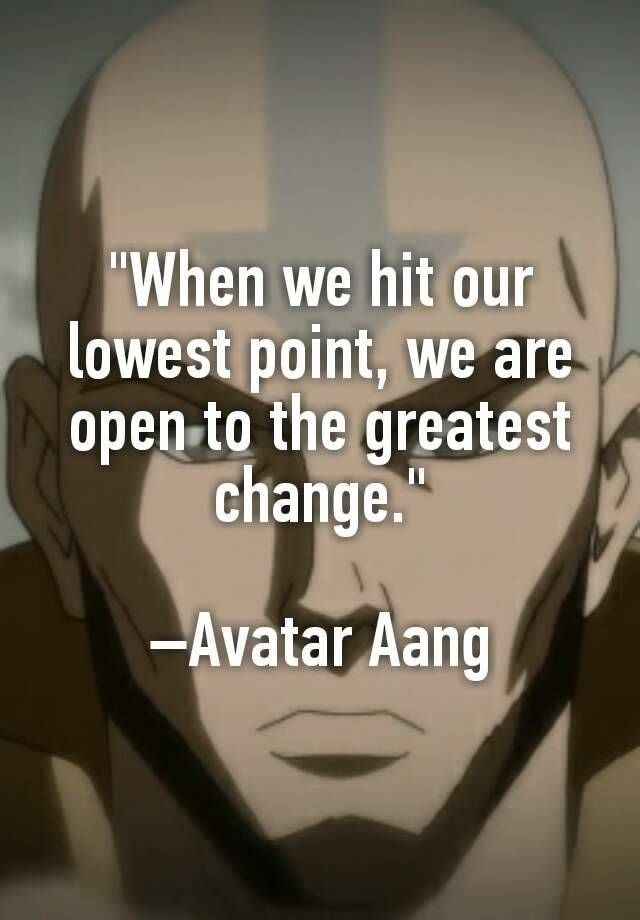 "When we hit our
lowest point, we are
open to the greatest
change."
–Avatar Aang